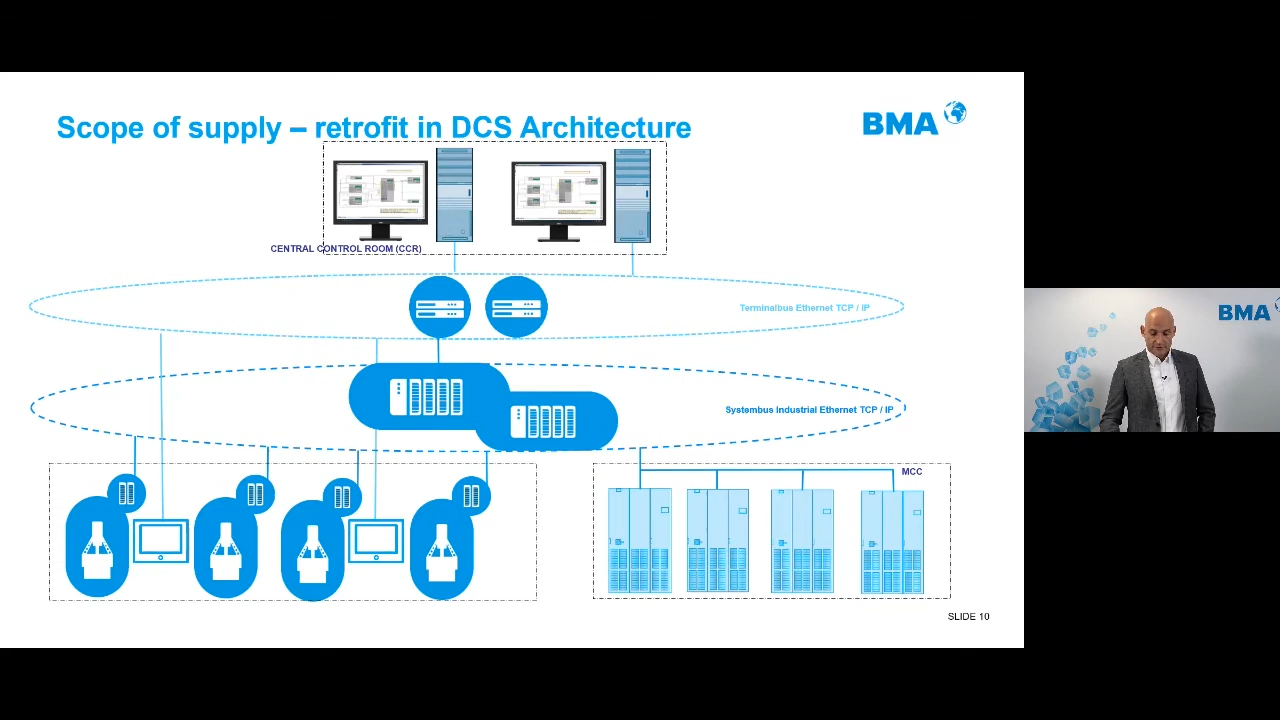 Scope of supply – retrofit in DCS Architecture
BMA
CENTRAL CONTROL ROOM (CCR)
Terminalbus Ethernet TCP / IP
BMA
Systembus Industrial Ethernet TCP / IP
MCC
SLIDE 10